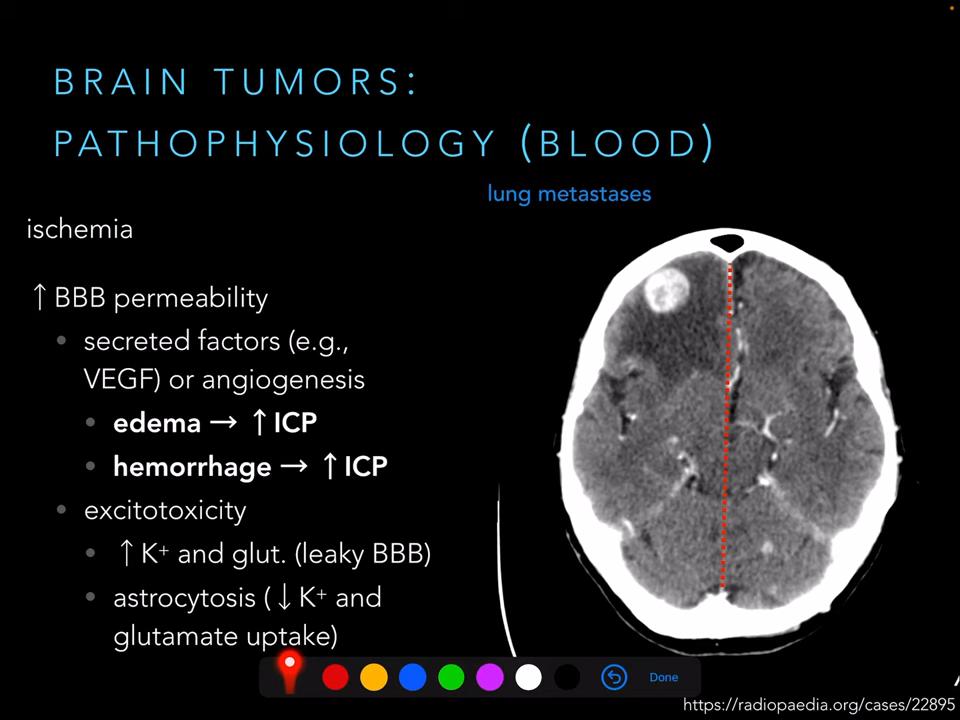 BRAIN TUMORS:
PATHOPHYSIOLOGY (BLOOD)
lung metastases
ischemia
↑BBB permeability
• secreted factors (e.g.,
VEGF) or angiogenesis
• edema → ↑ICP
• hemorrhage → ↑ICP
• excitotoxicity
• ↑K⁺ and glut. (leaky BBB)
• astrocytosis (↓K⁺ and
glutamate uptake)
Done
https://radiopaedia.org/cases/22895